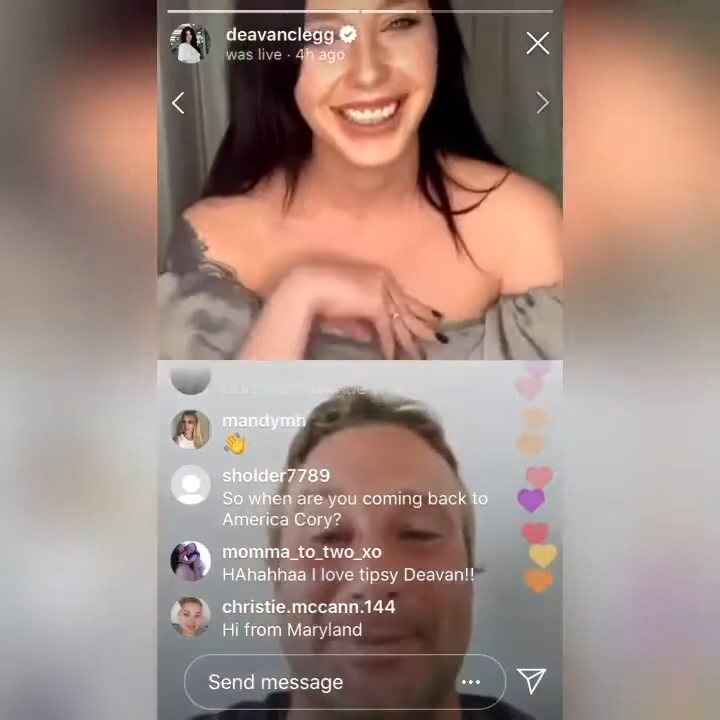 deavanclegg
was live · 4h ago
mandymh
👋
sholder7789
So when are you coming back to
America Cory?
momma_to_two_xo
HAhahhaa I love tipsy Deavan!!
christie.mccann.144
Hi from Maryland
Send message